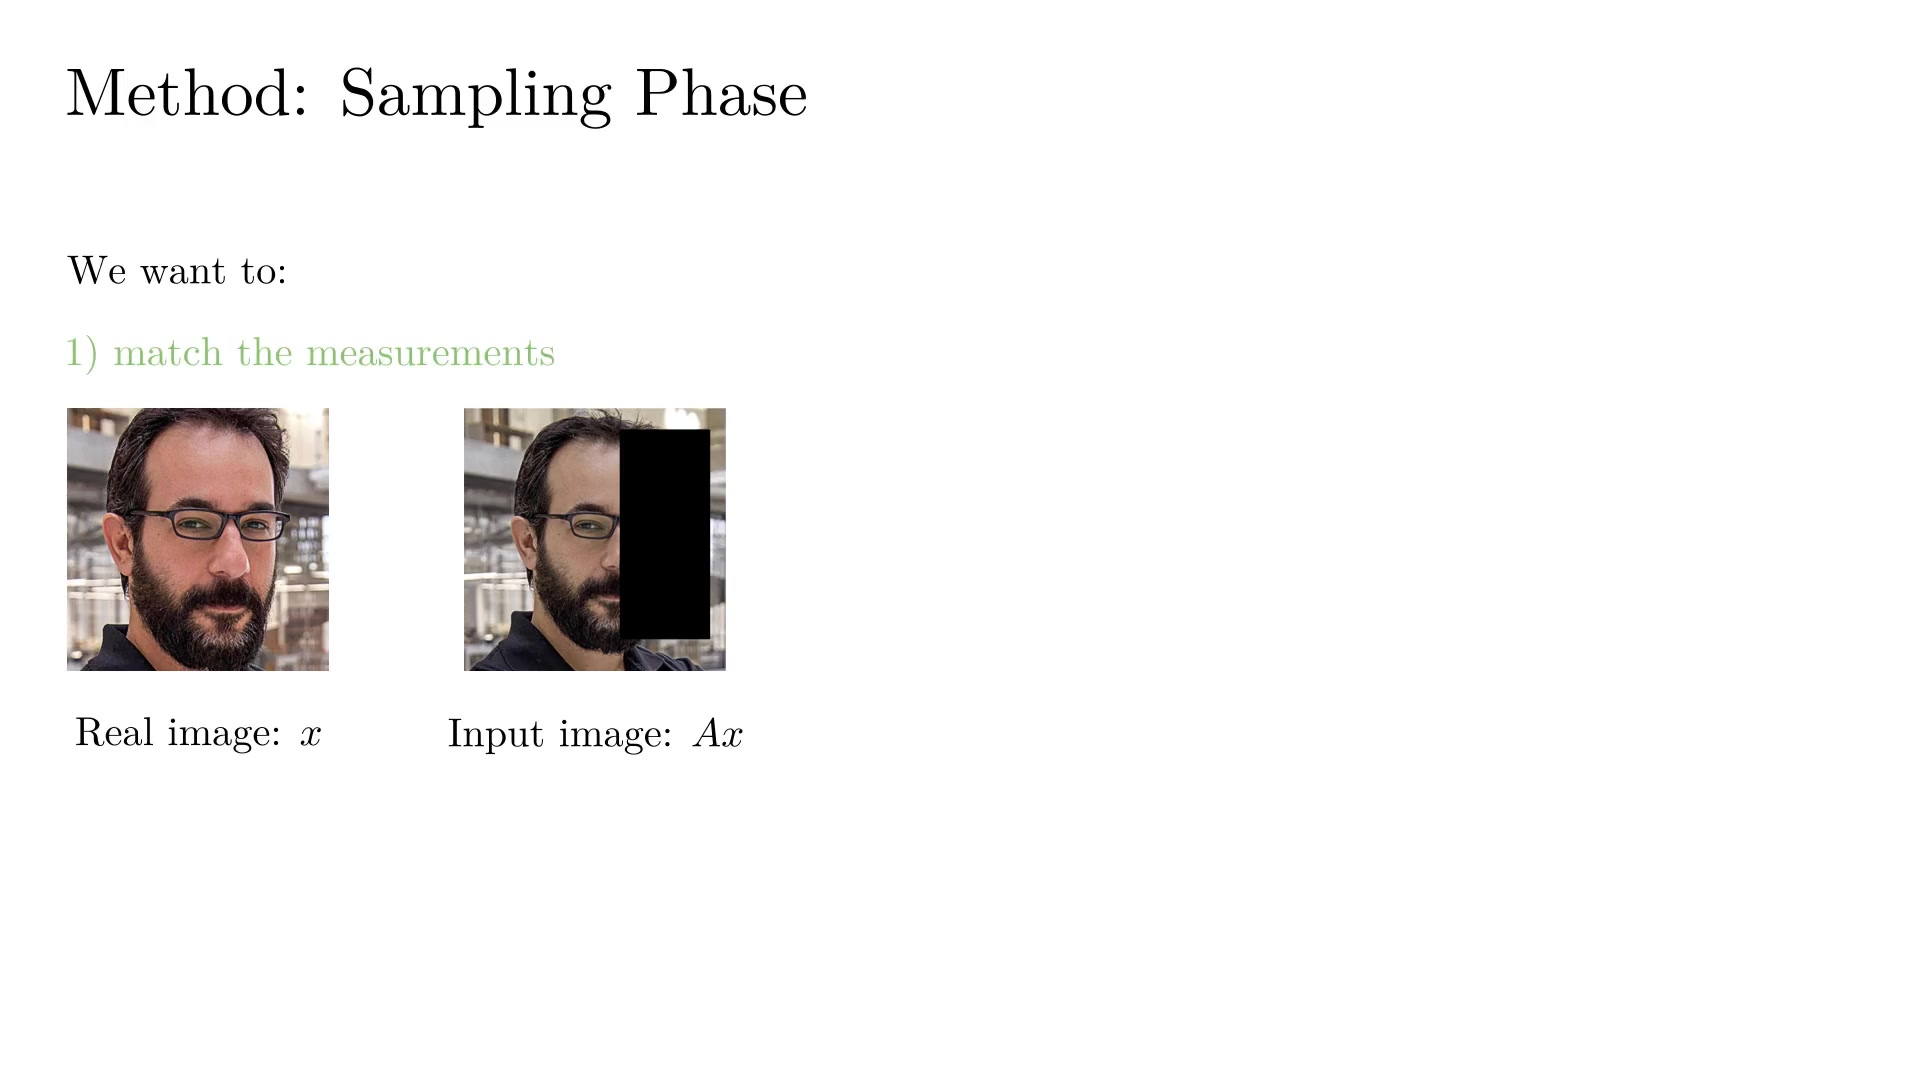 Method: Sampling Phase
We want to:
1) match the measurements
Real image: x
Input image: Ax